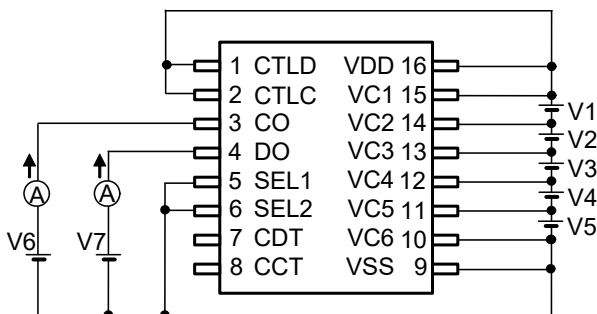 1 CTLD VDD 16
2 CTLC VC1 15
V1
3 CO VC2 14
V2
4 DO VC3 13
V3
5 SEL1 VC4 12
A A
V4
6 SEL2 VC5 11
V5
V6 V7
7 CDT VC6 10
8 CCT VSS 9